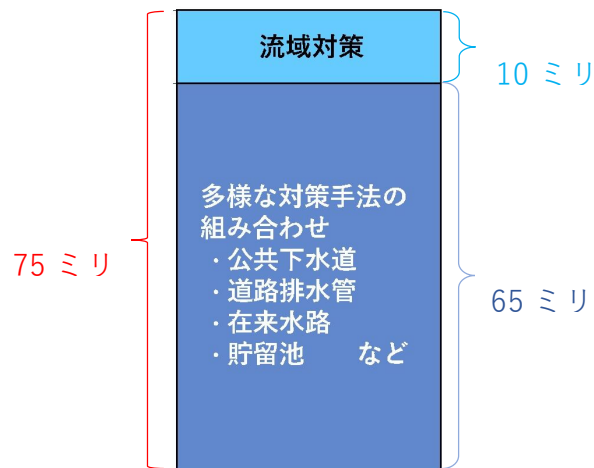 流域対策
10 ミリ
多様な対策手法の
組み合わせ
・公共下水道
・道路排水管
・在来水路
・貯留池　　など
75 ミリ
65 ミリ